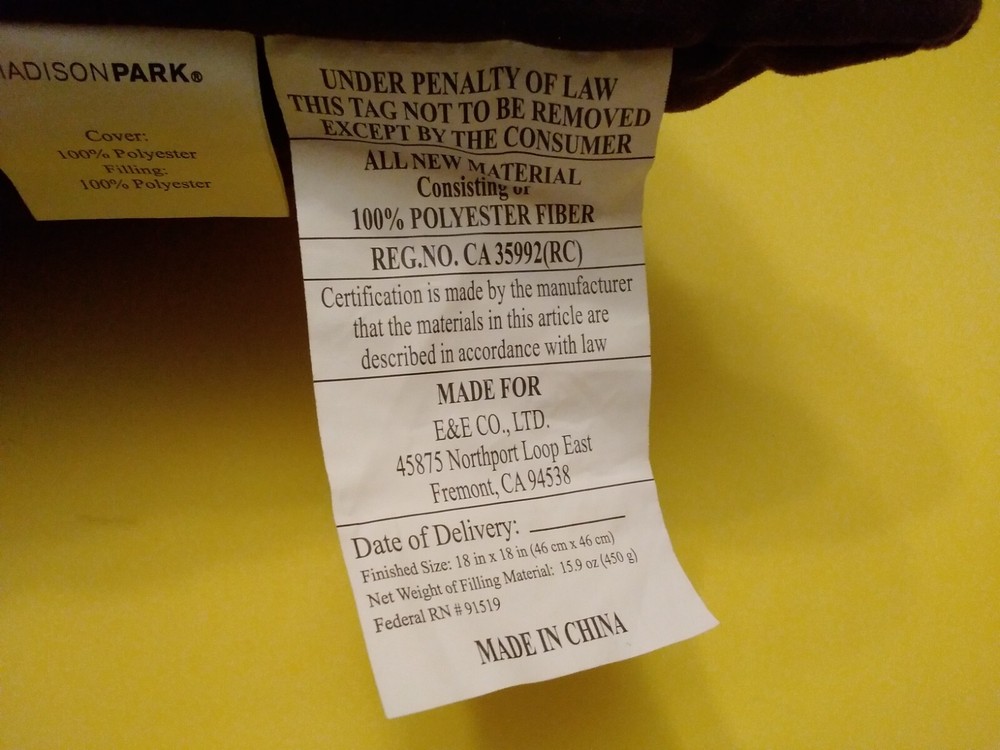 ADISONPARK®
Cover:
100% Polyester
Filling:
100% Polyester
UNDER PENALTY OF LAW
THIS TAG NOT TO BE REMOVED
EXCEPT BY THE CONSUMER
ALL NEW MATERIAL
Consisting of
100% POLYESTER FIBER
REG.NO. CA 35992(RC)
Certification is made by the manufacturer
that the materials in this article are
described in accordance with law
MADE FOR
E&E CO., LTD.
45875 Northport Loop East
Fremont, CA 94538
Date of Delivery: ________
Finished Size: 18 in x 18 in (46 cm x 46 cm)
Net Weight of Filling Material: 15.9 oz (450 g)
Federal RN # 91519
MADE IN CHINA